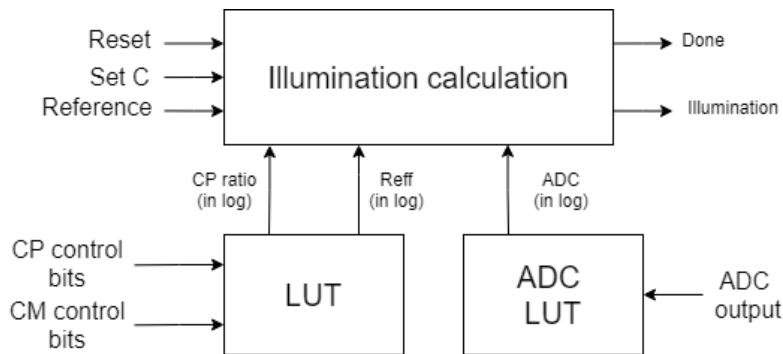 Reset
Set C
Reference
Illumination calculation
Done
Illumination
CP ratio
(in log)
Reff
(in log)
ADC
(in log)
CP control
bits
CM control
bits
LUT
ADC
LUT
ADC
output